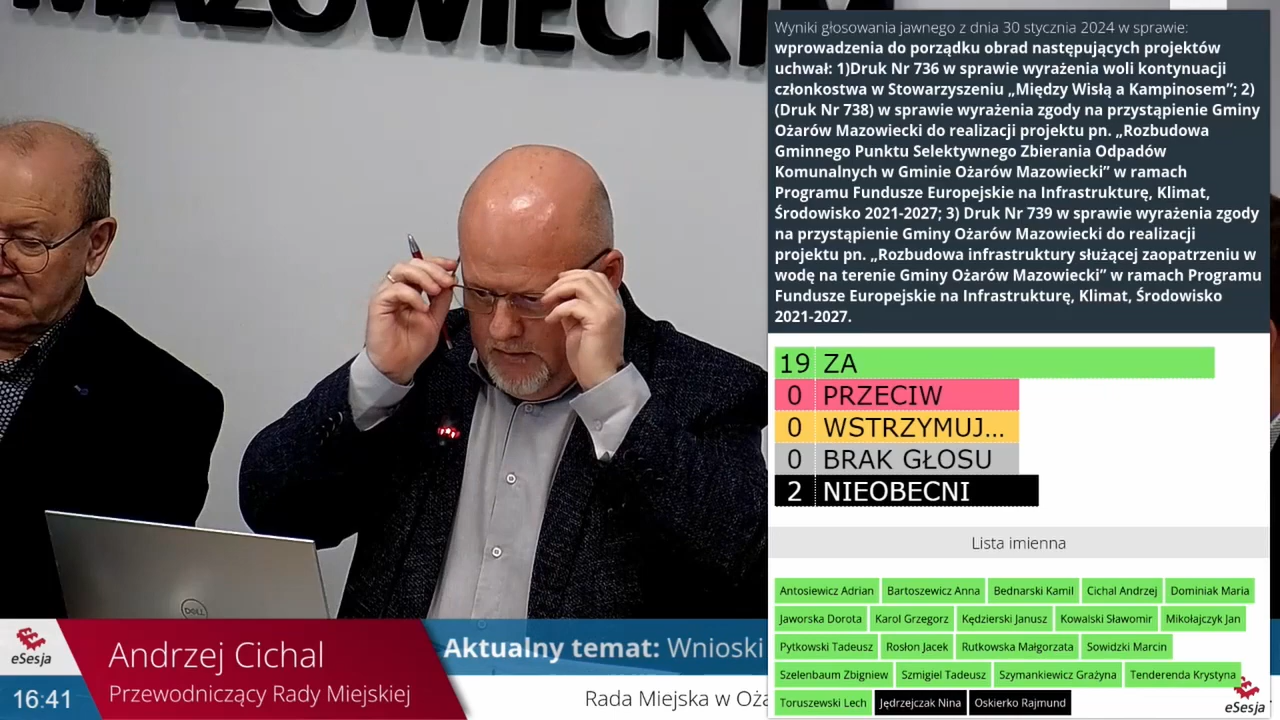 MAZOWIECKIM
Wyniki głosowania jawnego z dnia 30 stycznia 2024 w sprawie:
wprowadzenia do porządku obrad następujących projektów
uchwał: 1)Druk Nr 736 w sprawie wyrażenia woli kontynuacji
członkostwa w Stowarzyszeniu „Między Wisłą a Kampinosem”; 2)
(Druk Nr 738) w sprawie wyrażenia zgody na przystąpienie Gminy
Ożarów Mazowiecki do realizacji projektu pn. „Rozbudowa
Gminnego Punktu Selektywnego Zbierania Odpadów
Komunalnych w Gminie Ożarów Mazowiecki” w ramach
Programu Fundusze Europejskie na Infrastrukturę, Klimat,
Środowisko 2021-2027; 3) Druk Nr 739 w sprawie wyrażenia zgody
na przystąpienie Gminy Ożarów Mazowiecki do realizacji
projektu pn. „Rozbudowa infrastruktury służącej zaopatrzeniu w
wodę na terenie Gminy Ożarów Mazowiecki” w ramach Programu
Fundusze Europejskie na Infrastrukturę, Klimat, Środowisko
2021-2027.
19 ZA
0 PRZECIW
0 WSTRZYMUJ...
0 BRAK GŁOSU
2 NIEOBECNI
Lista imienna
Antosiewicz Adrian Bartoszewicz Anna Bednarski Kamil Cichal Andrzej Dominiak Maria
Jaworska Dorota Karol Grzegorz Kędzierski Janusz Kowalski Sławomir Mikołajczyk Jan
Pytkowski Tadeusz Rosłon Jacek Rutkowska Małgorzata Sowidzki Marcin
Szelenbaum Zbigniew Szmigiel Tadeusz Szymankiewicz Grażyna Tenderenda Krystyna
Toruszewski Lech Jędrzejczak Nina Oskierko Rajmund
eSesja
DELL
eSesja
Andrzej Cichal
Przewodniczący Rady Miejskiej
Aktualny temat: Wnioski
16:41
Rada Miejska w Oża